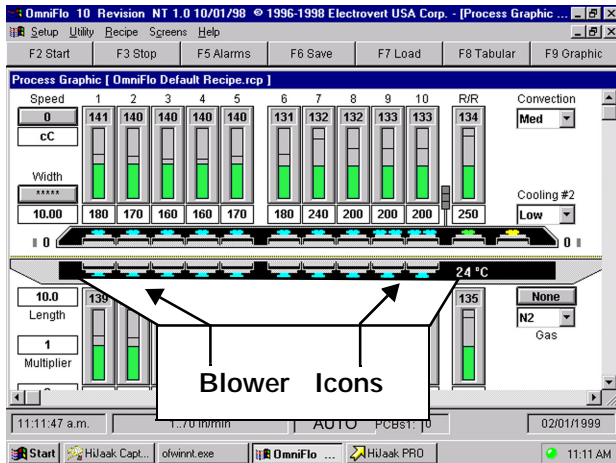 OmniFlo 10 Revision NT 1.0 10/01/98 © 1996-1998 Electrovert USA Corp. - [Process Graphic ...
Setup Utility Recipe Screens Help
F2 Start F3 Stop F5 Alarms F6 Save F7 Load F8 Tabular F9 Graphic
Process Graphic [ OmniFlo Default Recipe.rcp ]
Speed 1 2 3 4 5 6 7 8 9 10 R/R Convection
0 141 140 140 140 140 131 132 132 133 133 134 Med
cC
Width
***** Cooling #2
10.00 180 170 160 160 170 180 240 200 200 200 250 Low
0 0
24 °C
10.0 139 135 None
Length N2
Gas
1
Multiplier
Blower Icons
11:11:47 a.m. in/min AUTO PCBs1: 0 02/01/1999
Start HiJaak Capt... ofwinnt.exe OmniFlo ... HiJaak PRO 11:11 AM